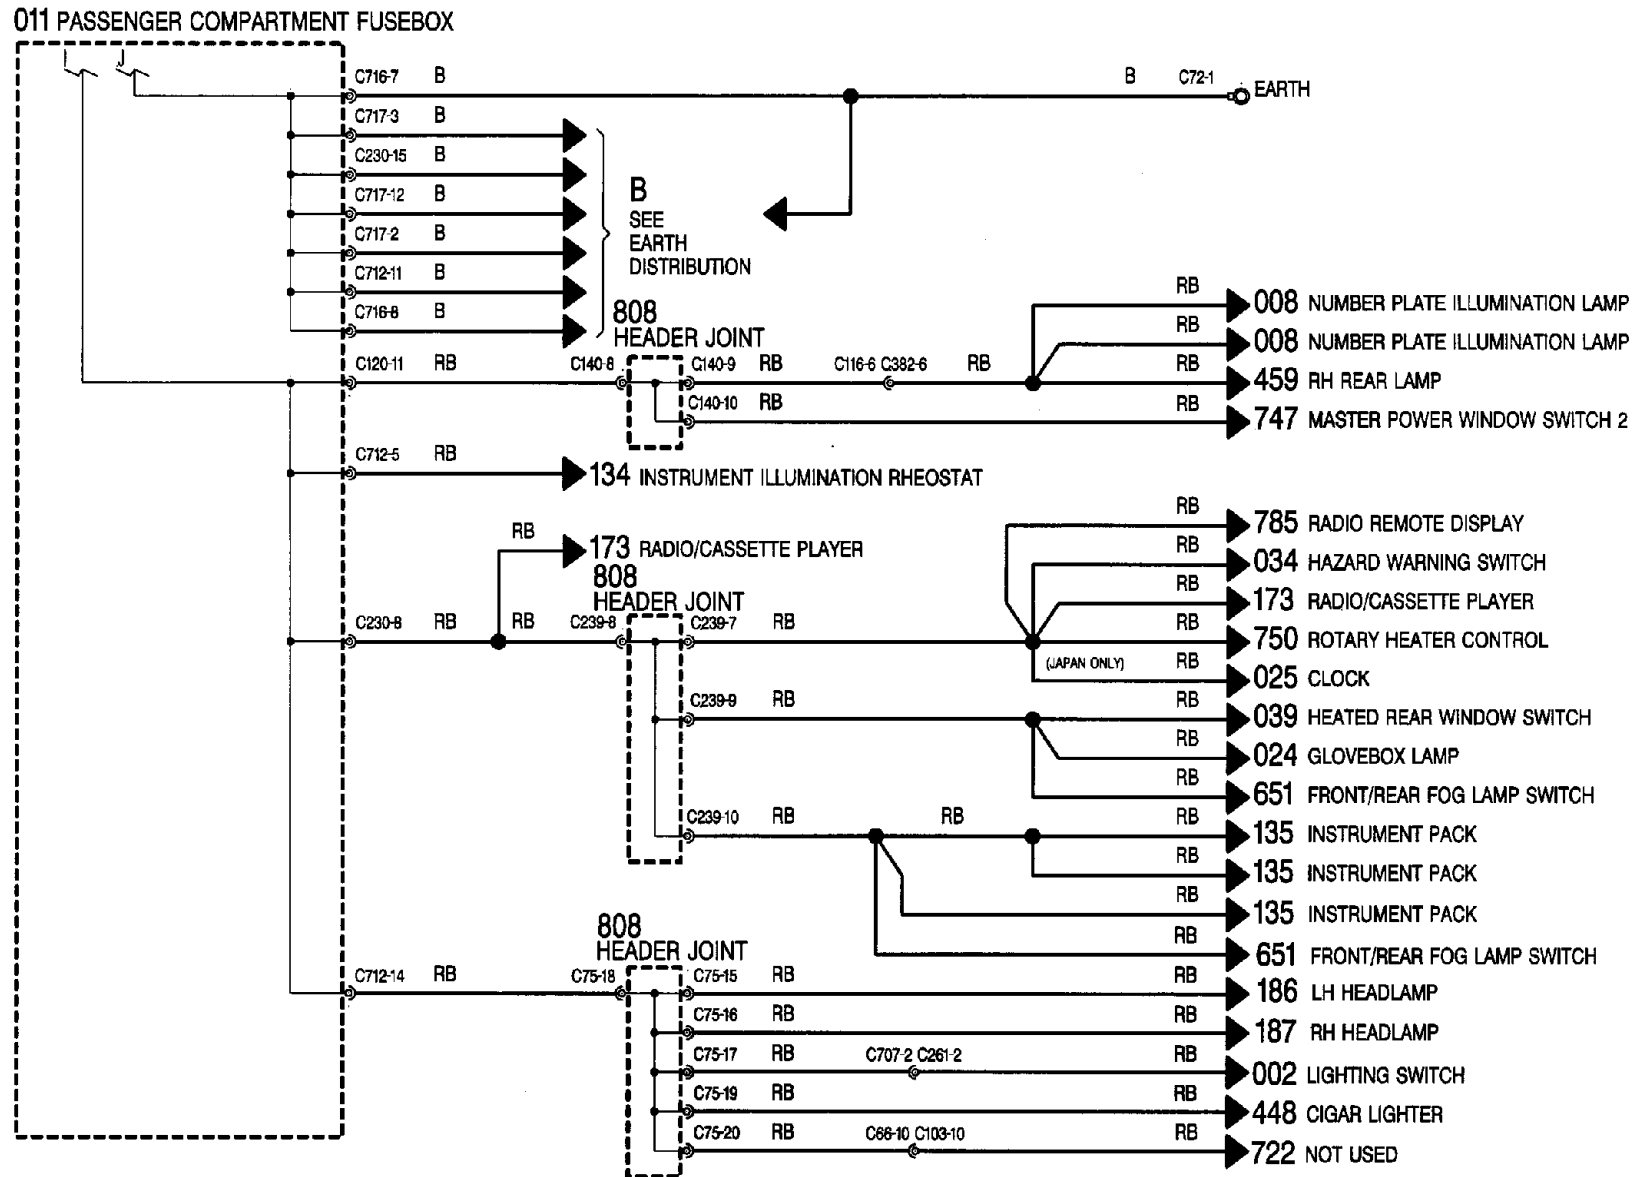 011 PASSENGER COMPARTMENT FUSEBOX
I J
C716-7 B B C72-1 EARTH
C717-3 B
C230-15 B
C717-12 B
C717-2 B
C712-11 B
C716-8 B
B
SEE
EARTH
DISTRIBUTION
808
HEADER JOINT
RB 008 NUMBER PLATE ILLUMINATION LAMP
RB 008 NUMBER PLATE ILLUMINATION LAMP
C120-11 RB C140-8 C140-9 RB C116-6 C382-6 RB RB 459 RH REAR LAMP
C140-10 RB RB 747 MASTER POWER WINDOW SWITCH 2
C712-5 RB 134 INSTRUMENT ILLUMINATION RHEOSTAT
RB 173 RADIO/CASSETTE PLAYER
808
HEADER JOINT
RB 785 RADIO REMOTE DISPLAY
RB 034 HAZARD WARNING SWITCH
RB 173 RADIO/CASSETTE PLAYER
C230-8 RB RB C239-8 C239-7 RB RB 750 ROTARY HEATER CONTROL
(JAPAN ONLY) RB 025 CLOCK
C239-9 RB RB 039 HEATED REAR WINDOW SWITCH
RB 024 GLOVEBOX LAMP
RB 651 FRONT/REAR FOG LAMP SWITCH
C239-10 RB RB RB 135 INSTRUMENT PACK
RB 135 INSTRUMENT PACK
RB 135 INSTRUMENT PACK
RB 651 FRONT/REAR FOG LAMP SWITCH
808
HEADER JOINT
C712-14 RB C75-18 C75-15 RB RB 186 LH HEADLAMP
C75-16 RB RB 187 RH HEADLAMP
C75-17 RB C707-2 C261-2 RB 002 LIGHTING SWITCH
C75-19 RB RB 448 CIGAR LIGHTER
C75-20 RB C66-10 C103-10 RB 722 NOT USED